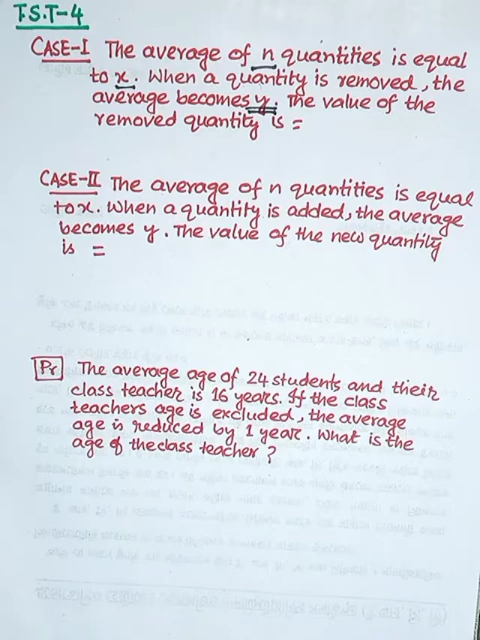 T.S.T-4
CASE-I The average of n quantities is equal
to x. When a quantity is removed, the
average becomes y. The value of the
removed quantity is =
CASE-II The average of n quantities is equal
to x. When a quantity is added, the average
becomes y. The value of the new quantity
is =
Pr The average age of 24 students and their
class teacher is 16 years. If the class
teachers age is excluded, the average
age is reduced by 1 year. What is the
age of the class teacher ?